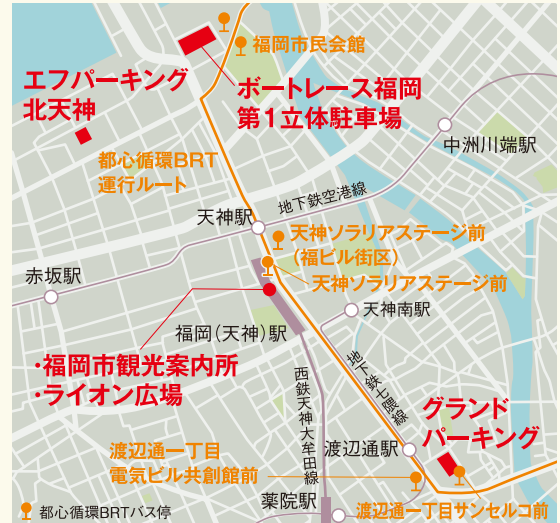 福岡市民会館
エフパーキング
北天神
ボートレース福岡
第1立体駐車場
中洲川端駅
都心循環BRT
運行ルート
地下鉄空港線
天神駅
天神ソラリアステージ前
(福ビル街区)
天神ソラリアステージ前
赤坂駅
天神南駅
福岡(天神)駅
・福岡市観光案内所
・ライオン広場
西鉄天神大牟田線
地下鉄七隈線
グランド
パーキング
渡辺通一丁目
電気ビル共創館前
渡辺通駅
薬院駅
渡辺通一丁目サンセルコ前
都心循環BRTバス停